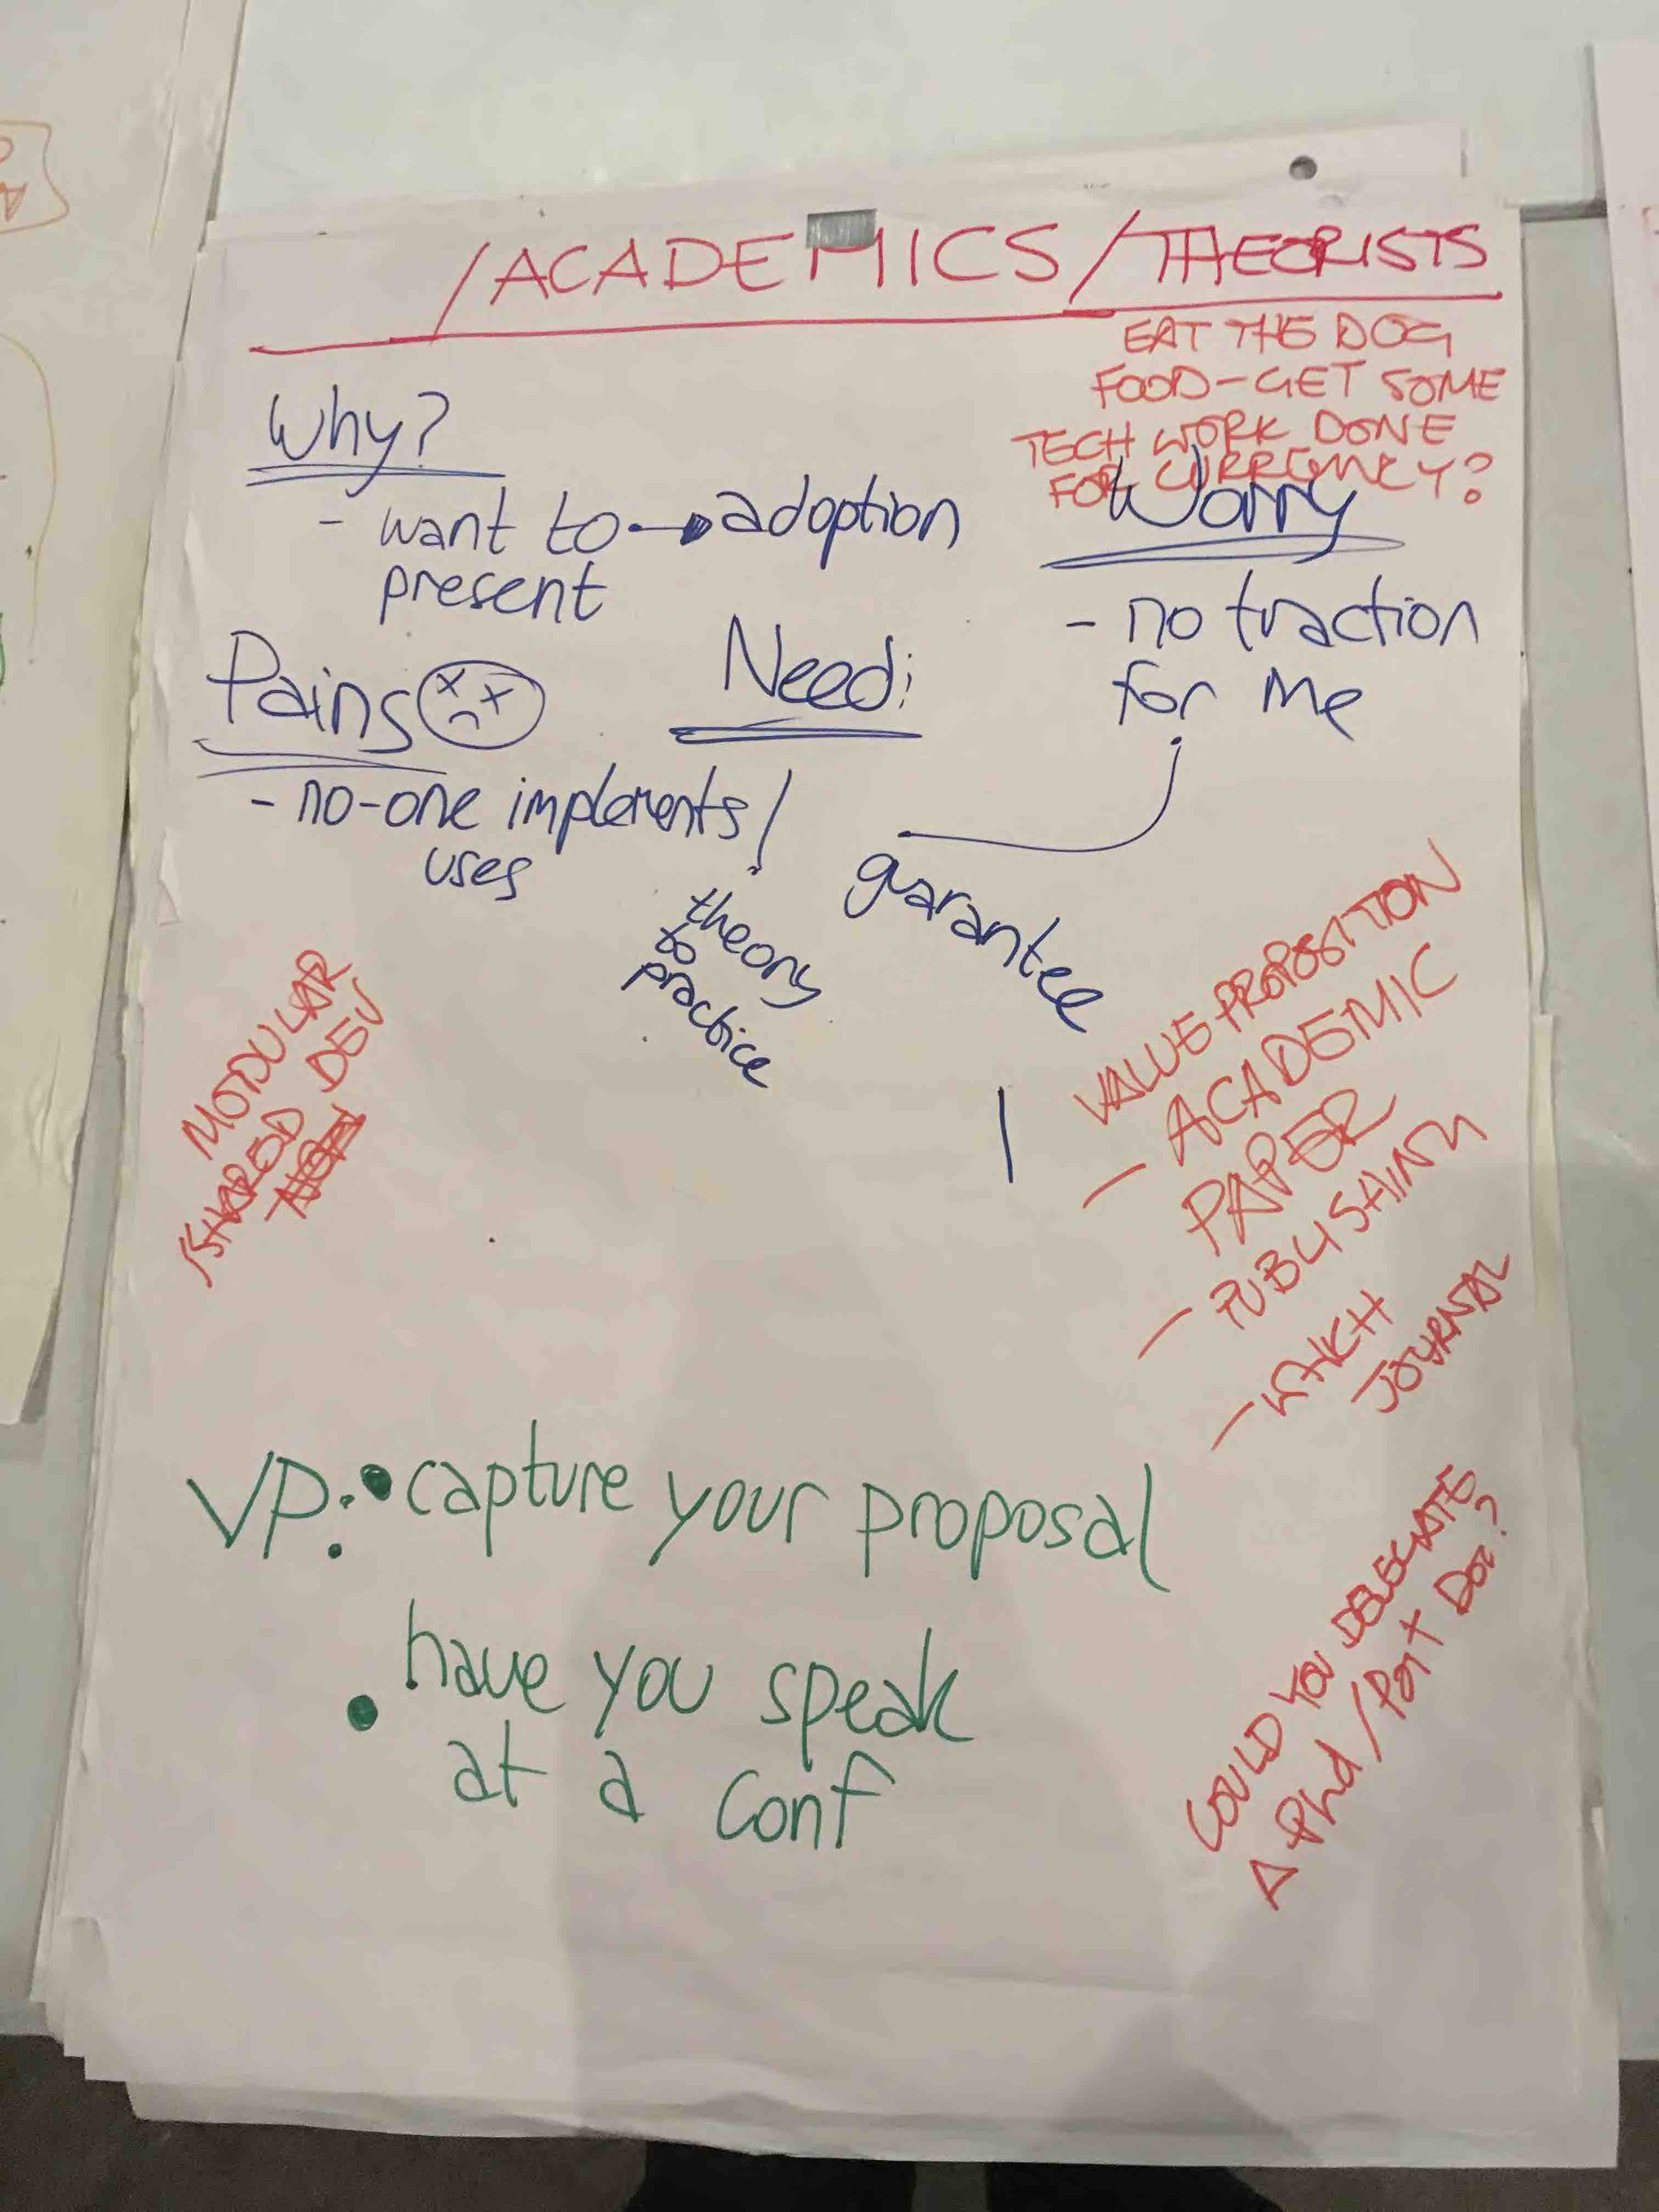 /ACADEMICS/THEORISTS
EAT THE DOG
FOOD-GET SOME
TECH WORK DONE
FOR CURRENCY?
Why?
- want to → adoption
present
Worry
- no traction
for me
Pains
- no-one implements/
uses
Need:
theory
to
practice
guarantee
MODULAR
/SHARED DEV
VALUE PROPOSITION
- ACADEMIC
PAPER
- PUBLISHING
- WHICH
JOURNAL
VP: • capture your proposal
• have you speak
at a conf
COULD YOU DELEGATE
A Phd/Post Doc?